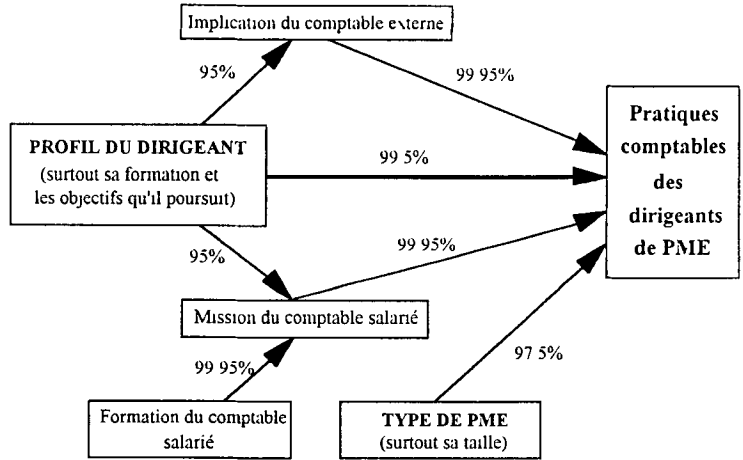 Implication du comptable externe
95%
99 95%
Pratiques
comptables
des
dirigeants
de PME
PROFIL DU DIRIGEANT
(surtout sa formation et
les objectifs qu'il poursuit)
99 5%
95%
99 95%
Mission du comptable salarié
99 95%
97 5%
Formation du comptable
salarié
TYPE DE PME
(surtout sa taille)